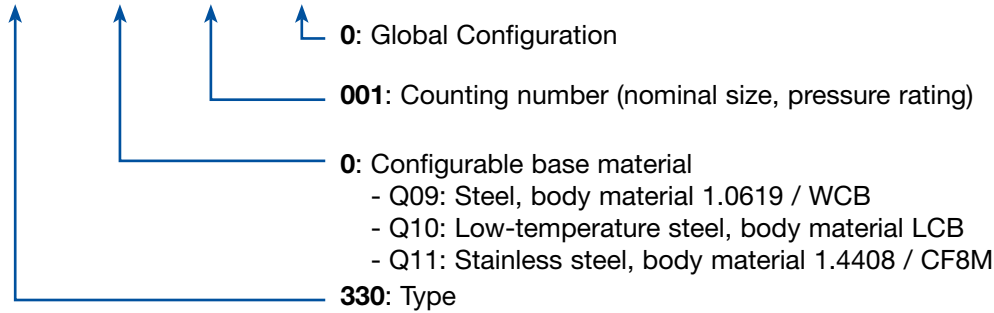 0: Global Configuration
001: Counting number (nominal size, pressure rating)
0: Configurable base material
- Q09: Steel, body material 1.0619 / WCB
- Q10: Low-temperature steel, body material LCB
- Q11: Stainless steel, body material 1.4408 / CF8M
330: Type